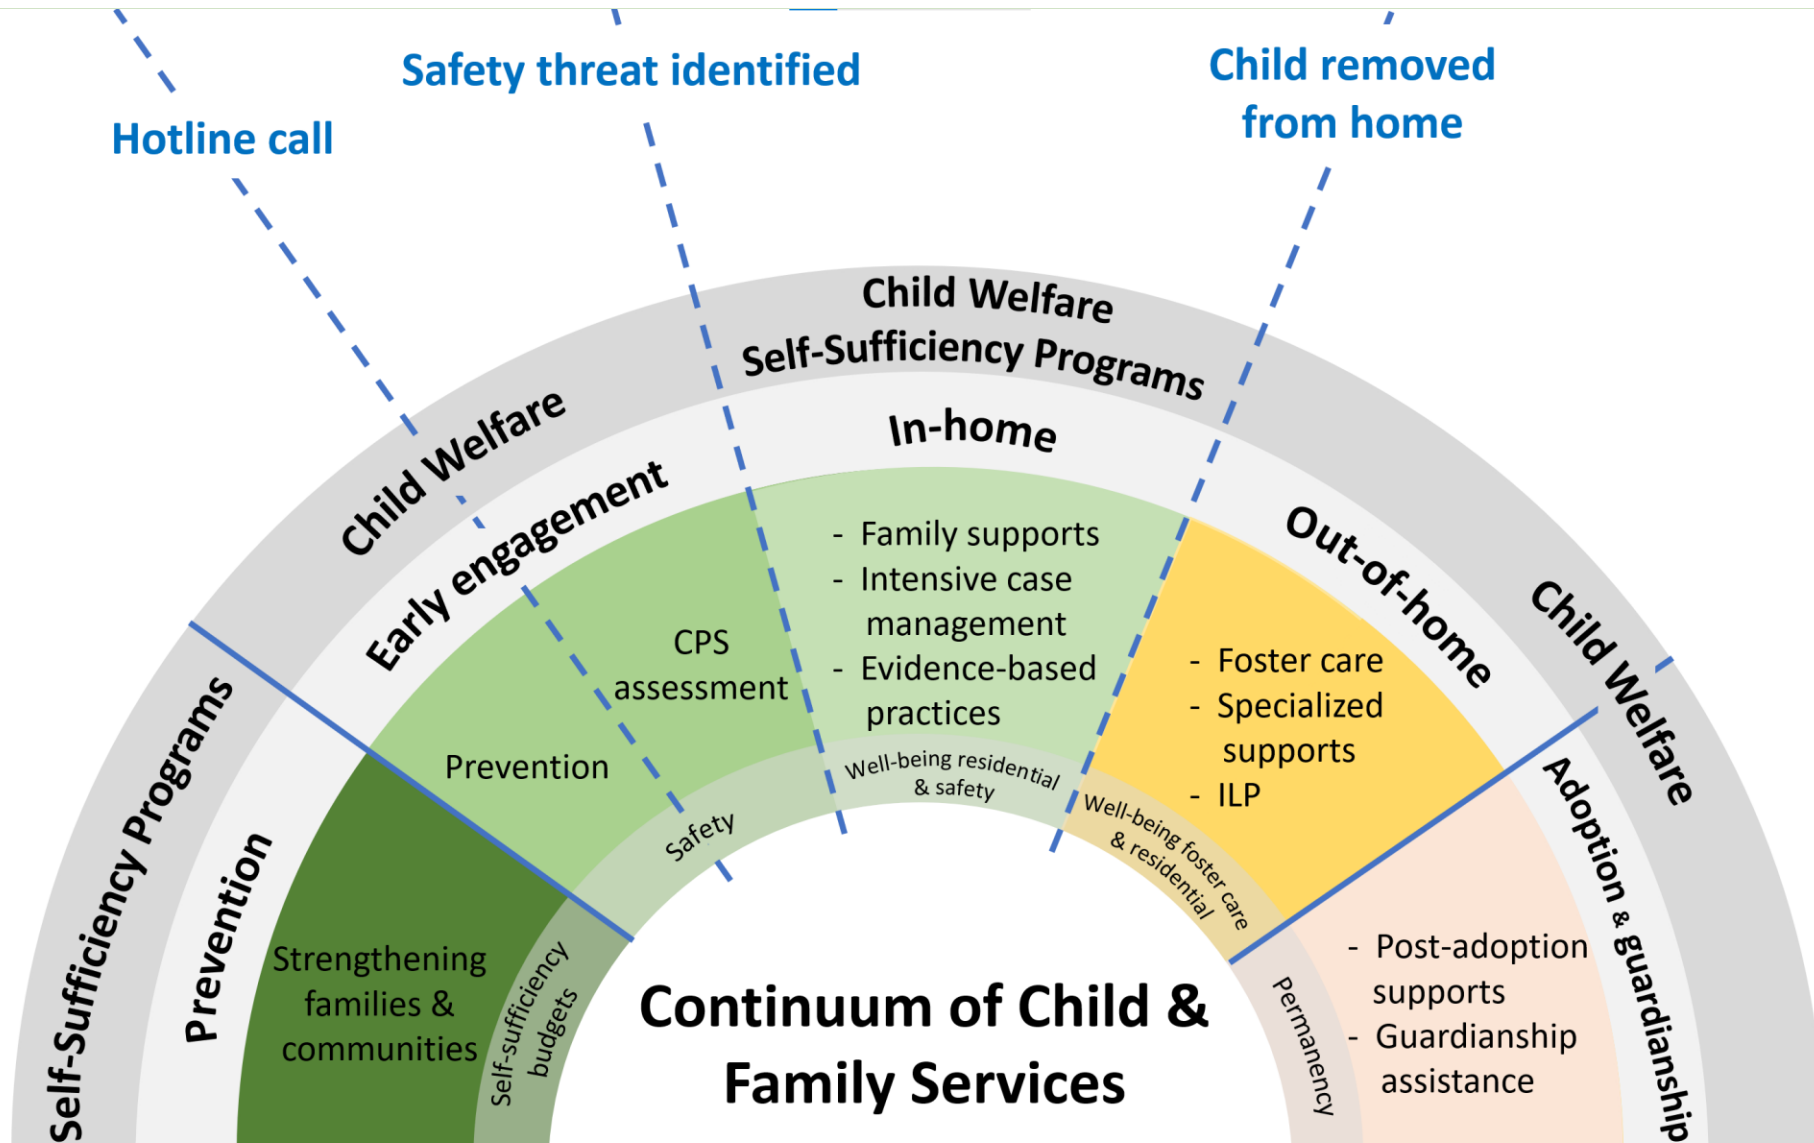 Safety threat identified
Child removed
from home
Hotline call
Child Welfare
Self-Sufficiency Programs
Child Welfare
In-home
Early engagement
Out-of-home
Child Welfare
Self-Sufficiency Programs
Prevention
Adoption & guardianship
- Family supports
- Intensive case
management
- Evidence-based
practices
CPS
assessment
Prevention
- Foster care
- Specialized
supports
- ILP
Well-being residential
& safety
Safety
Well-being foster care
& residential
Strengthening
families &
communities
Self-sufficiency
budgets
- Post-adoption
supports
- Guardianship
assistance
Permanency
Continuum of Child &
Family Services